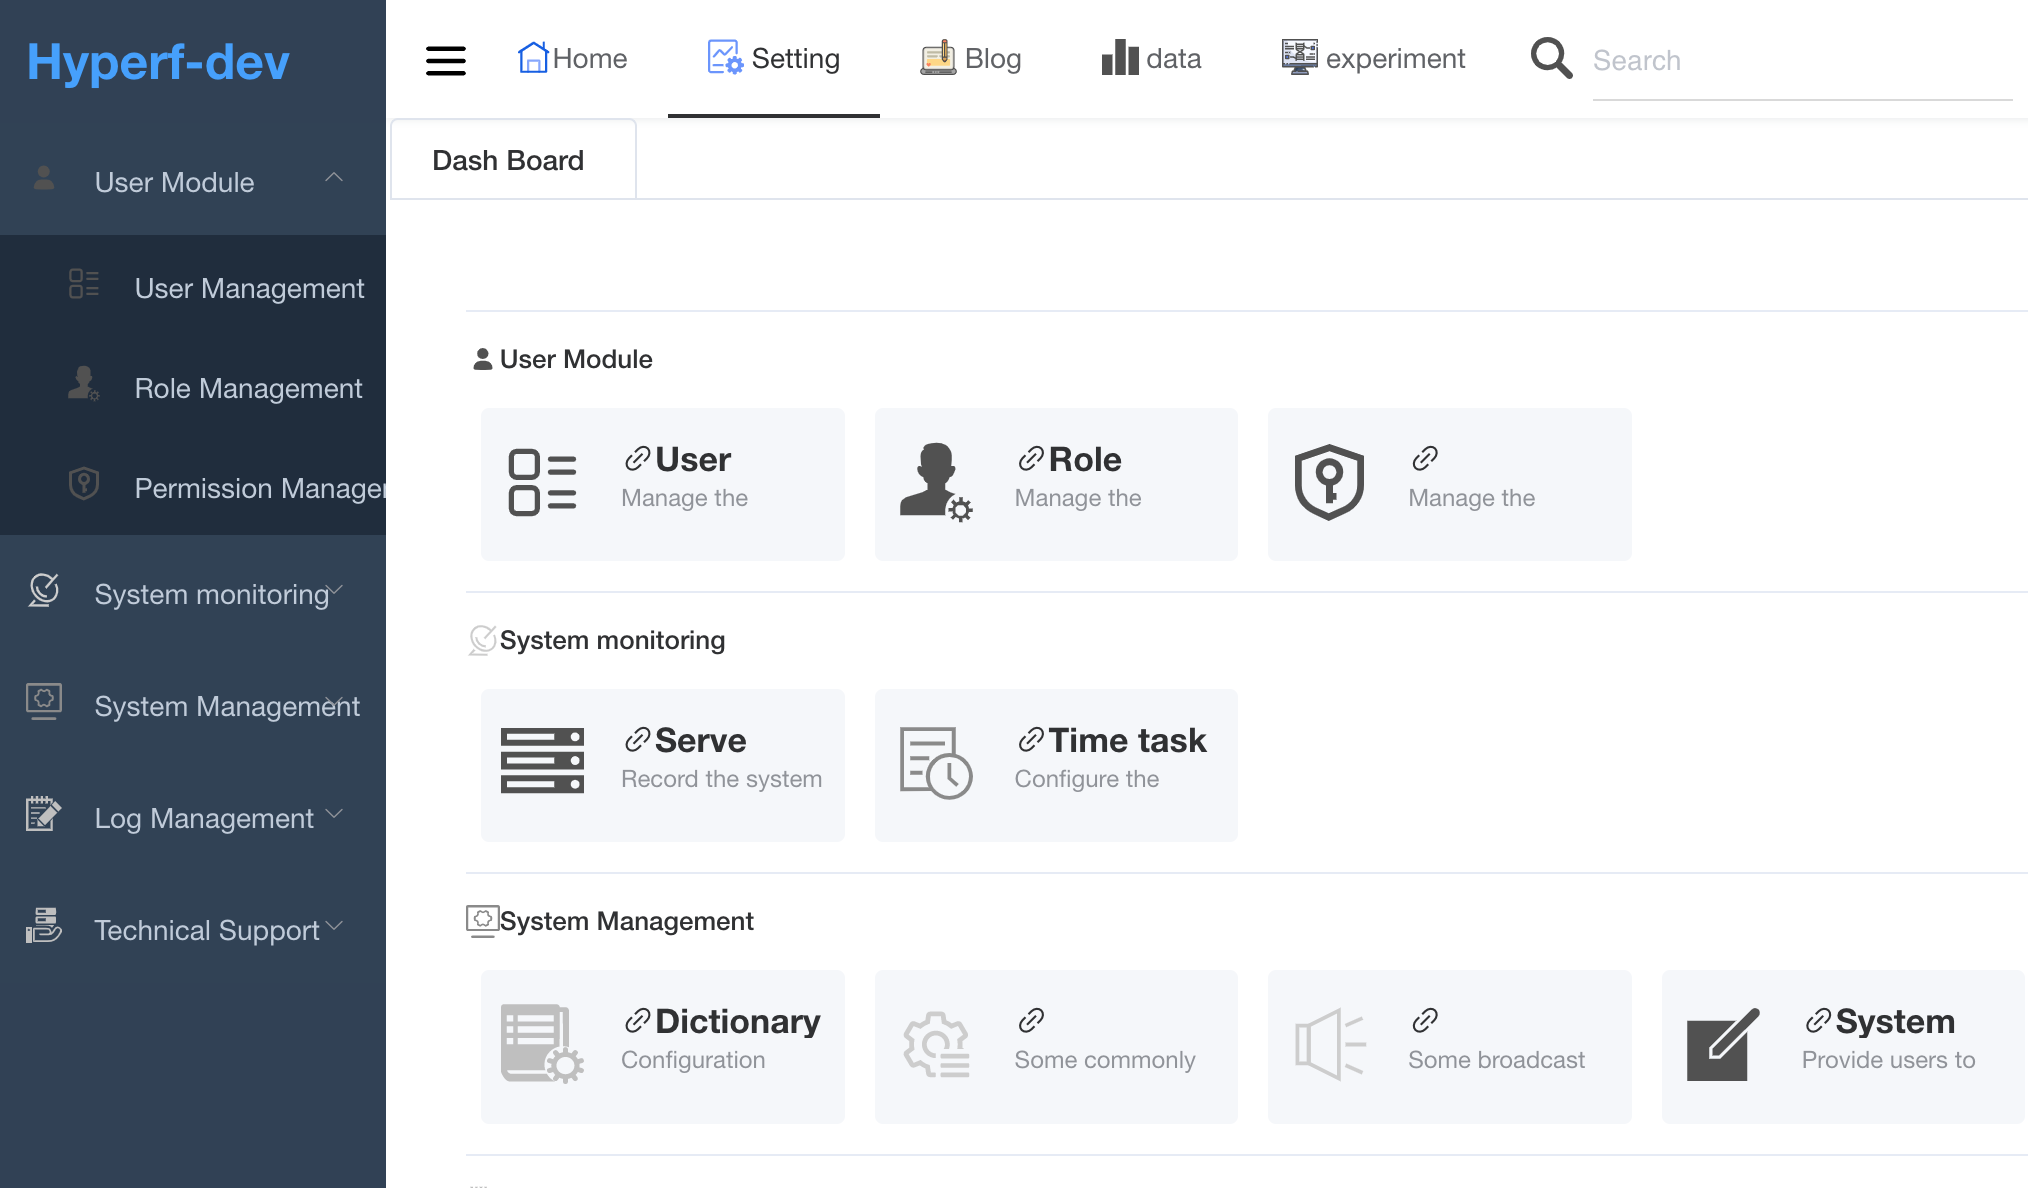 Hyperf-dev
Home
Setting
Blog
data
experiment
Search
Dash Board
User Module
User Management
Role Management
Permission Manage
System monitoring
System Management
Log Management
Technical Support
User Module
User
Manage the
Role
Manage the
Manage the
System monitoring
Serve
Record the system
Time task
Configure the
System Management
Dictionary
Configuration
Some commonly
Some broadcast
System
Provide users to